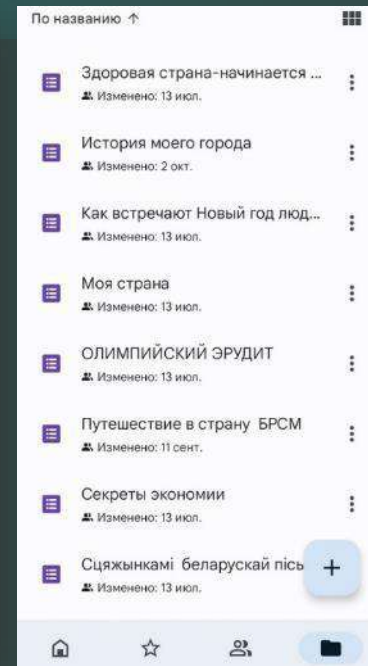 По названию ↑
Здоровая страна-начинается ...
Изменено: 13 июл.
История моего города
Изменено: 2 окт.
Как встречают Новый год люд...
Изменено: 13 июл.
Моя страна
Изменено: 13 июл.
ОЛИМПИЙСКИЙ ЭРУДИТ
Изменено: 13 июл.
Путешествие в страну БРСМ
Изменено: 11 сент.
Секреты экономии
Изменено: 13 июл.
Сцяжынкамі беларускай пісь
Изменено: 13 июл.